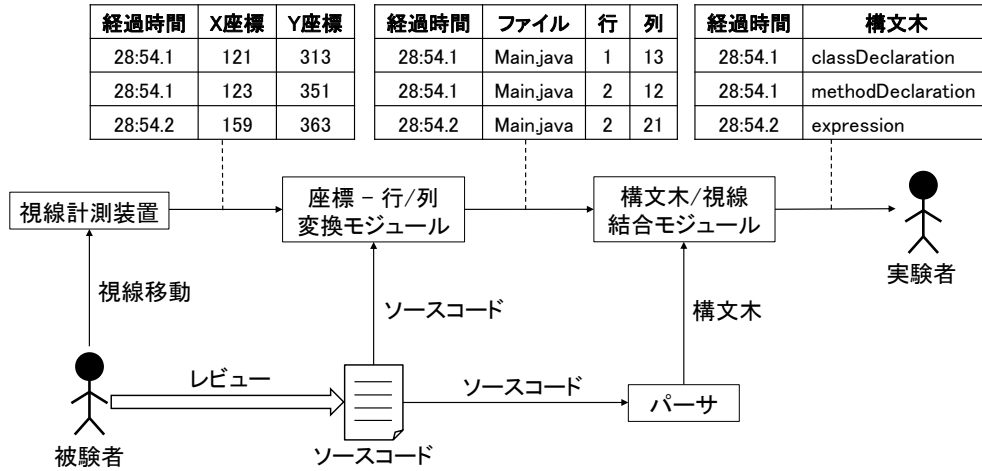 経過時間 X座標 Y座標
28:54.1 121 313
28:54.1 123 351
28:54.2 159 363
経過時間 ファイル 行 列
28:54.1 Main.java 1 13
28:54.1 Main.java 2 12
28:54.2 Main.java 2 21
経過時間 構文木
28:54.1 classDeclaration
28:54.1 methodDeclaration
28:54.2 expression
視線計測装置
座標 – 行/列
変換モジュール
構文木/視線
結合モジュール
実験者
視線移動
ソースコード
構文木
レビュー
ソースコード
パーサ
被験者
ソースコード